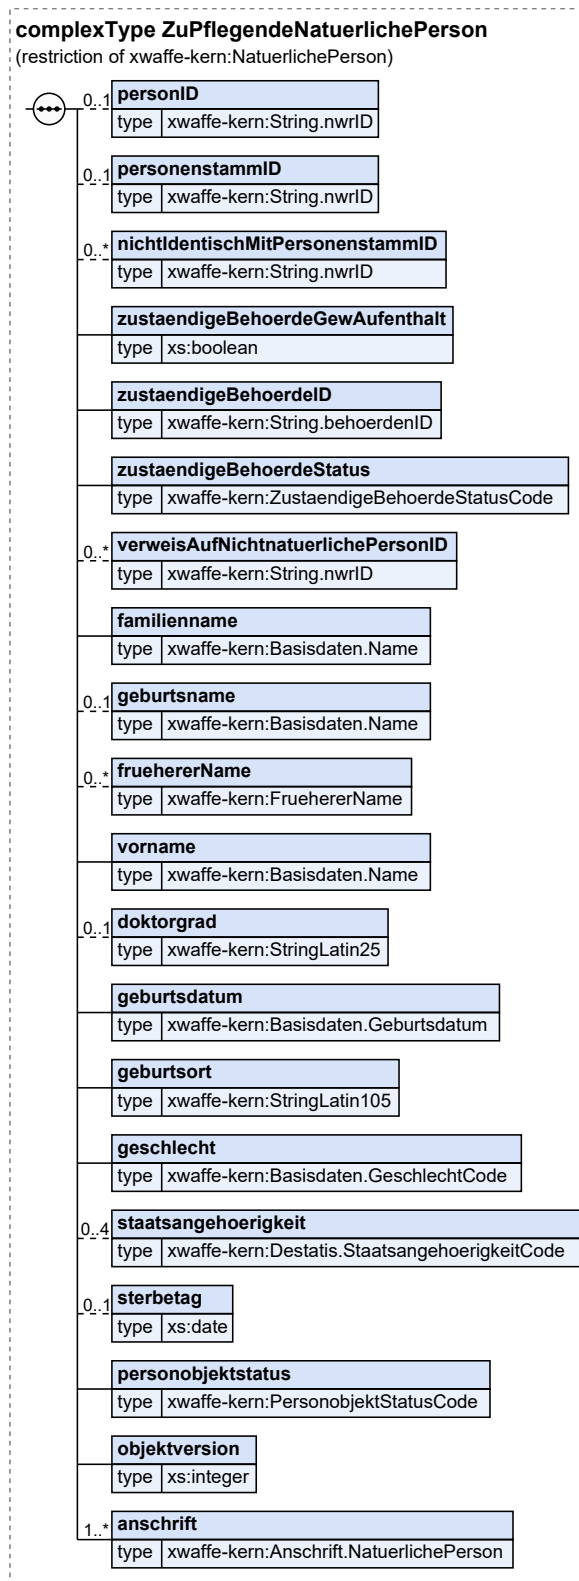 complexType ZuPflegendeNatuerlichePerson
(restriction of xwaffe-kern:NatuerlichePerson)
0..1 personID
type xwaffe-kern:String.nwrID
0..1 personenstammID
type xwaffe-kern:String.nwrID
0..* nichtIdentischMitPersonenstammID
type xwaffe-kern:String.nwrID
zustaendigeBehoerdeGewAufenthalt
type xs:boolean
zustaendigeBehoerdeID
type xwaffe-kern:String.behoerdenID
zustaendigeBehoerdeStatus
type xwaffe-kern:ZustaendigeBehoerdeStatusCode
0..* verweisAufNichtnatuerlichePersonID
type xwaffe-kern:String.nwrID
familienname
type xwaffe-kern:Basisdaten.Name
0..1 geburtsname
type xwaffe-kern:Basisdaten.Name
0..* fruehererName
type xwaffe-kern:FruehererName
vorname
type xwaffe-kern:Basisdaten.Name
0..1 doktorgrad
type xwaffe-kern:StringLatin25
geburtsdatum
type xwaffe-kern:Basisdaten.Geburtsdatum
geburtsort
type xwaffe-kern:StringLatin105
geschlecht
type xwaffe-kern:Basisdaten.GeschlechtCode
0..4 staatsangehoerigkeit
type xwaffe-kern:Destatis.StaatsangehoerigkeitCode
0..1 sterbetag
type xs:date
personobjektstatus
type xwaffe-kern:PersonobjektStatusCode
objektversion
type xs:integer
1..* anschrift
type xwaffe-kern:Anschrift.NatuerlichePerson